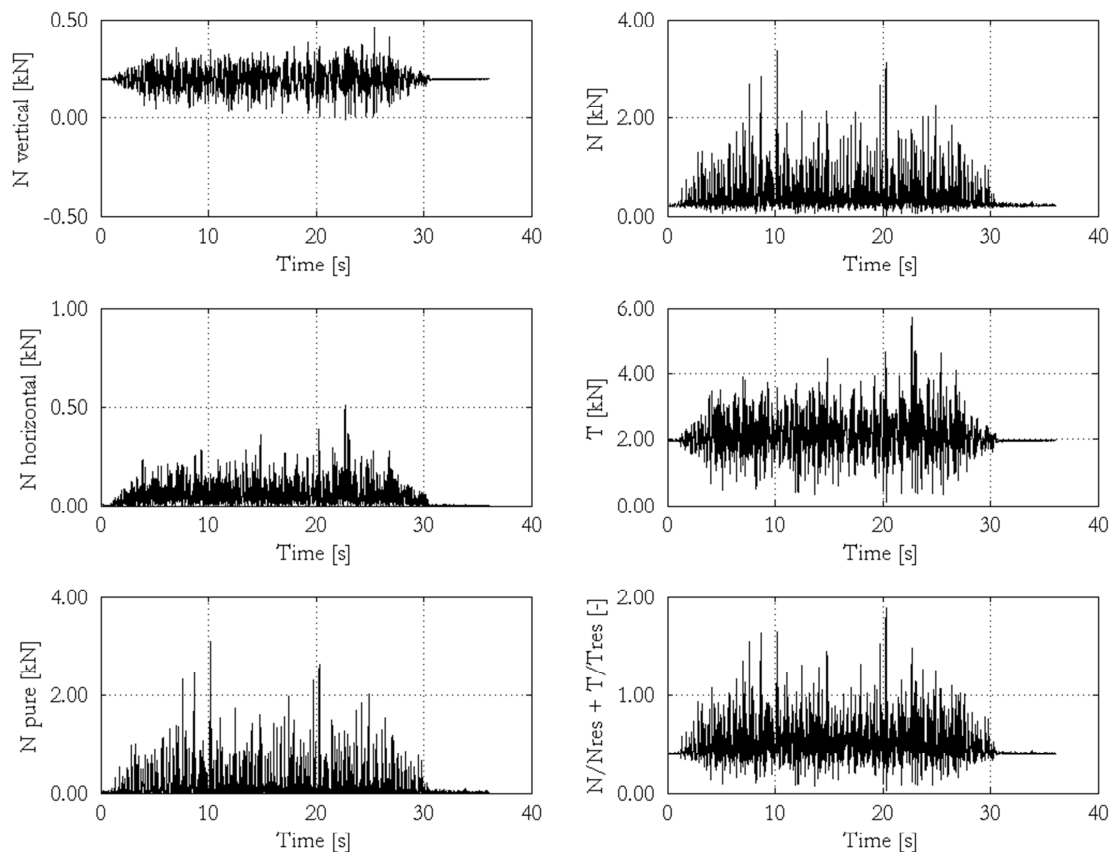 N vertical [kN]
0.50
0.00
-0.50
0 10 20 30 40
Time [s]
N [kN]
4.00
2.00
0.00
0 10 20 30 40
Time [s]
N horizontal [kN]
1.00
0.50
0.00
0 10 20 30 40
Time [s]
T [kN]
6.00
4.00
2.00
0.00
0 10 20 30 40
Time [s]
N pure [kN]
4.00
2.00
0.00
0 10 20 30 40
Time [s]
N/Nres + T/Tres [-]
2.00
1.00
0.00
0 10 20 30 40
Time [s]